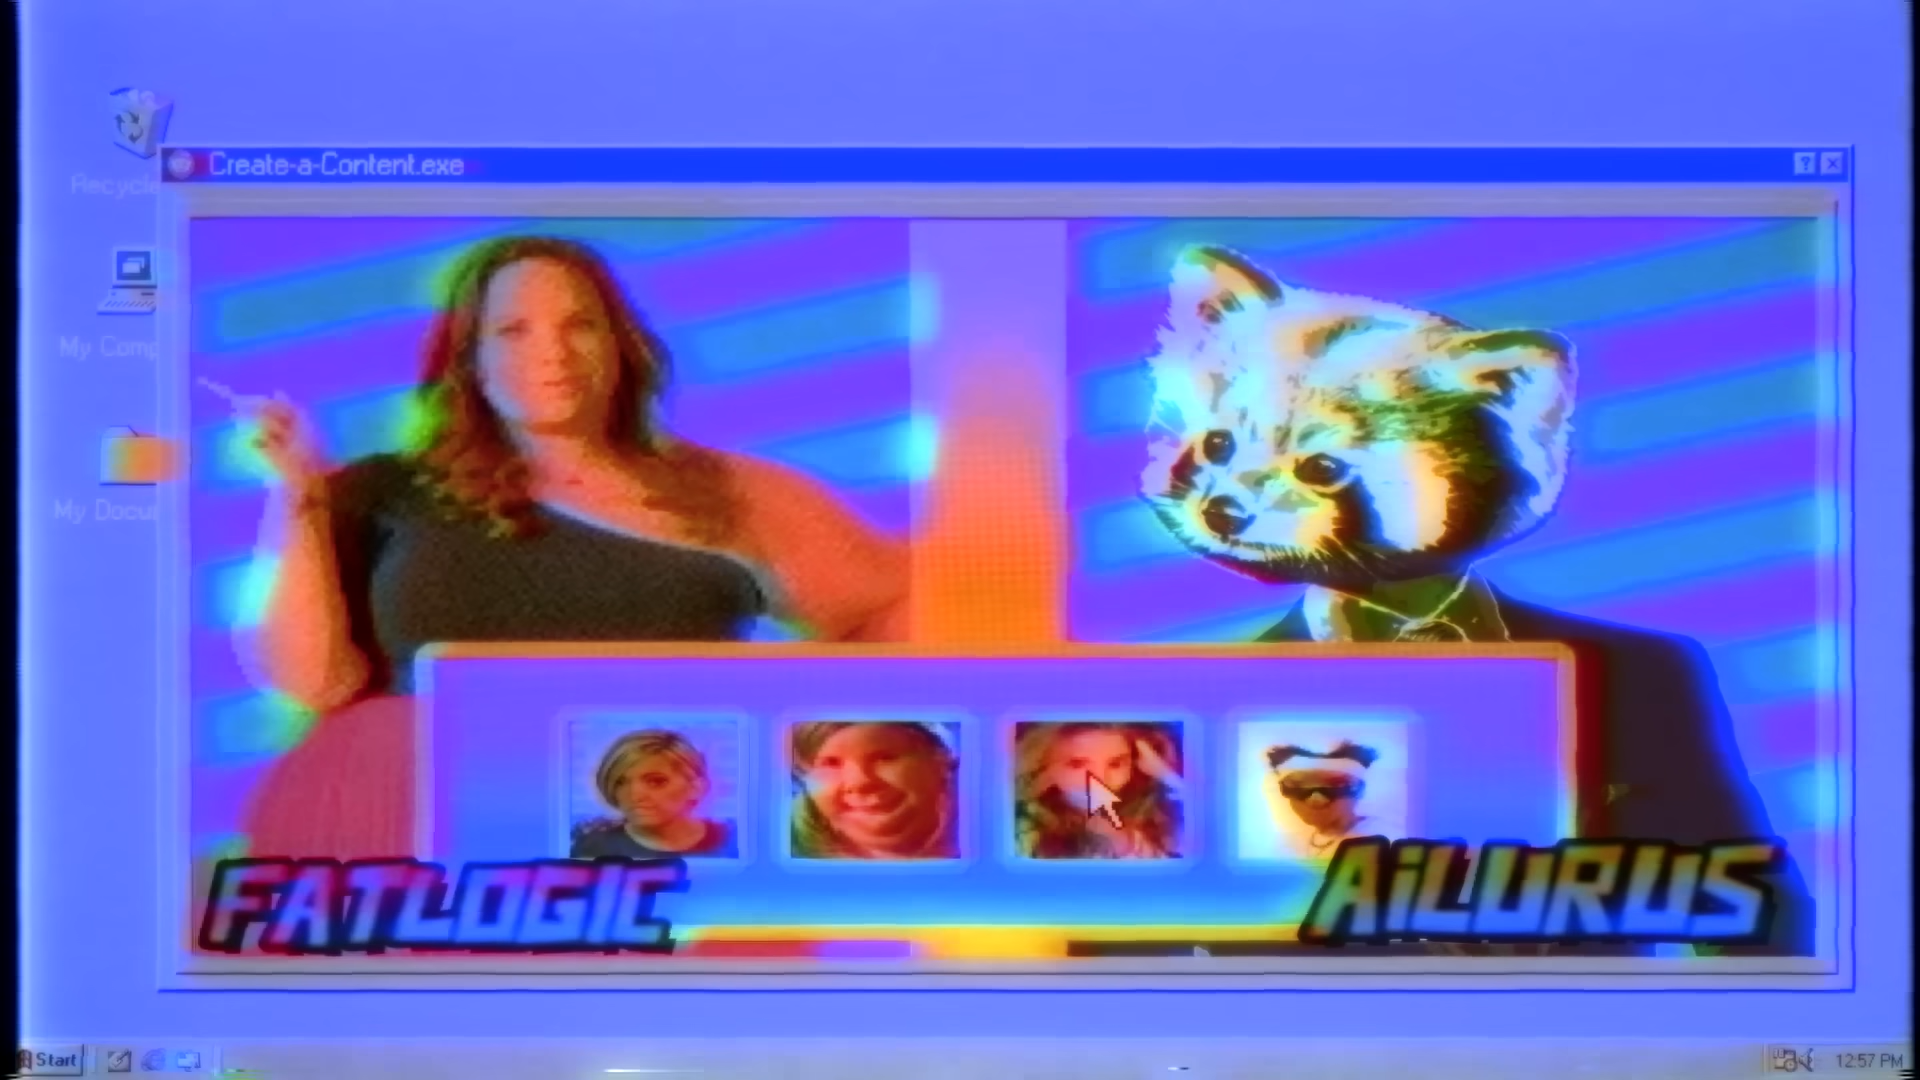 Recycle
Create-a-Content.exe
My Comp
My Docu
FATLOGIC
AiLURUS
Start
12:57 PM